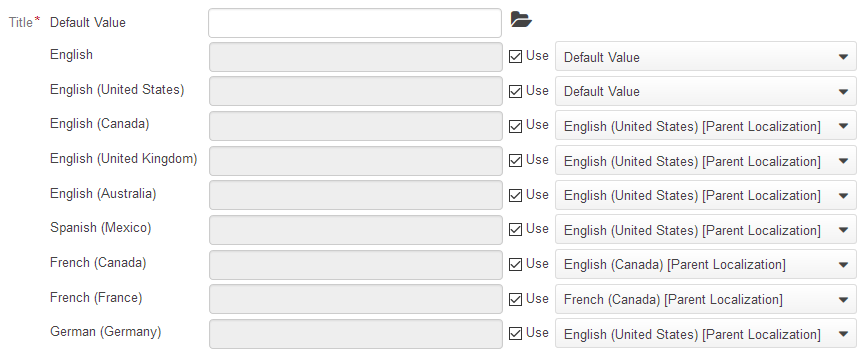 Title* Default Value
English Use Default Value
English (United States) Use Default Value
English (Canada) Use English (United States) [Parent Localization]
English (United Kingdom) Use English (United States) [Parent Localization]
English (Australia) Use English (United States) [Parent Localization]
Spanish (Mexico) Use English (United States) [Parent Localization]
French (Canada) Use English (Canada) [Parent Localization]
French (France) Use French (Canada) [Parent Localization]
German (Germany) Use English (United States) [Parent Localization]